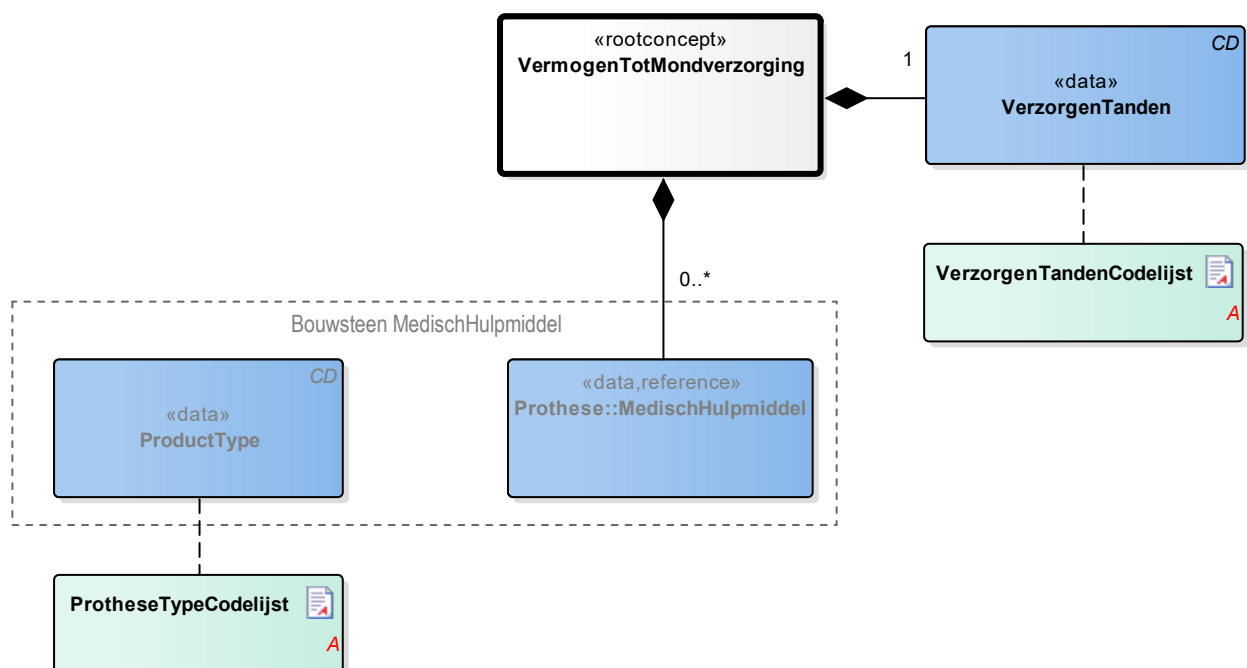 «rootconcept»
VermogenTotMondverzorging
1
CD
«data»
VerzorgenTanden
VerzorgenTandenCodelijst
A
0..*
Bouwsteen MedischHulpmiddel
CD
«data»
ProductType
«data,reference»
Prothese::MedischHulpmiddel
ProtheseTypeCodelijst
A